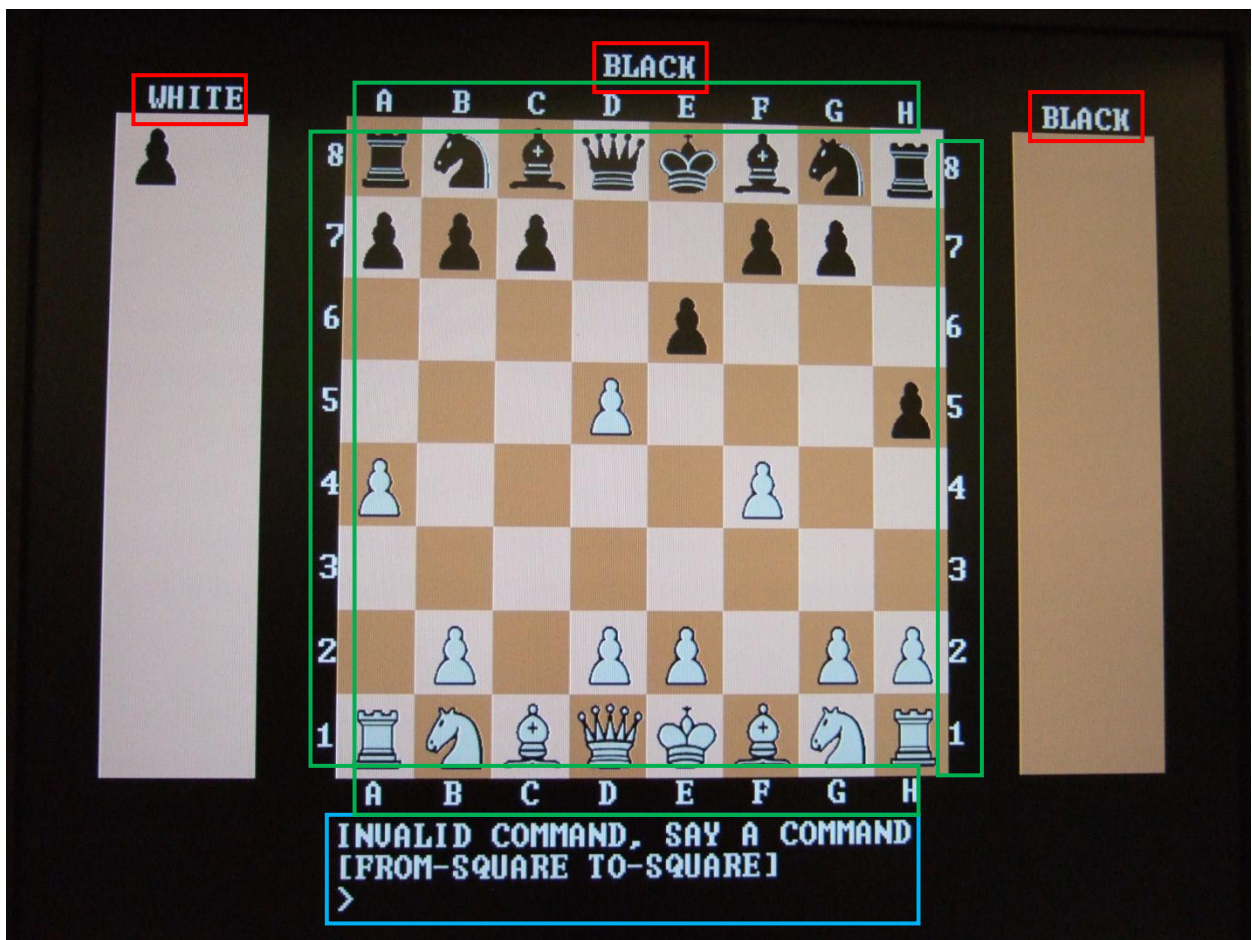 BLACK
WHITE
BLACK
A B C D E F G H
8 8
7 7
6 6
5 5
4 4
3 3
2 2
1 1
A B C D E F G H
INVALID COMMAND, SAY A COMMAND
[FROM-SQUARE TO-SQUARE]
>